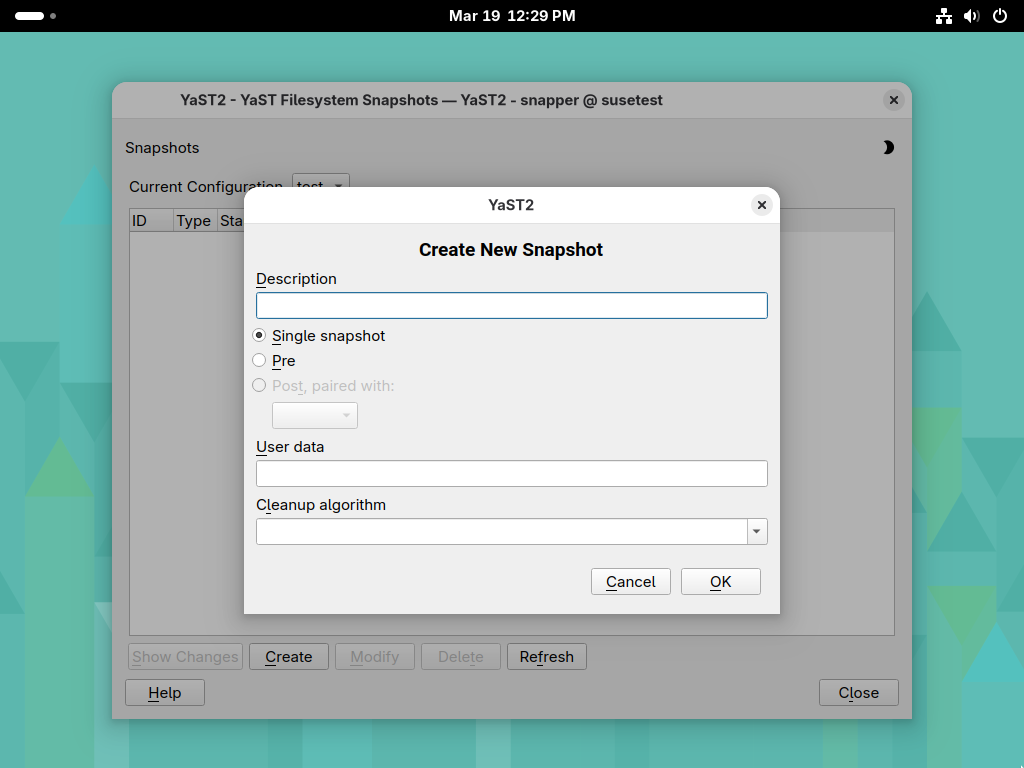 Mar 19 12:29 PM
YaST2 - YaST Filesystem Snapshots — YaST2 - snapper @ susetest
Snapshots
Current Configuration test
ID Type Sta
YaST2
Create New Snapshot
Description
Single snapshot
Pre
Post, paired with:
User data
Cleanup algorithm
Cancel OK
Show Changes Create Modify Delete Refresh
Help Close